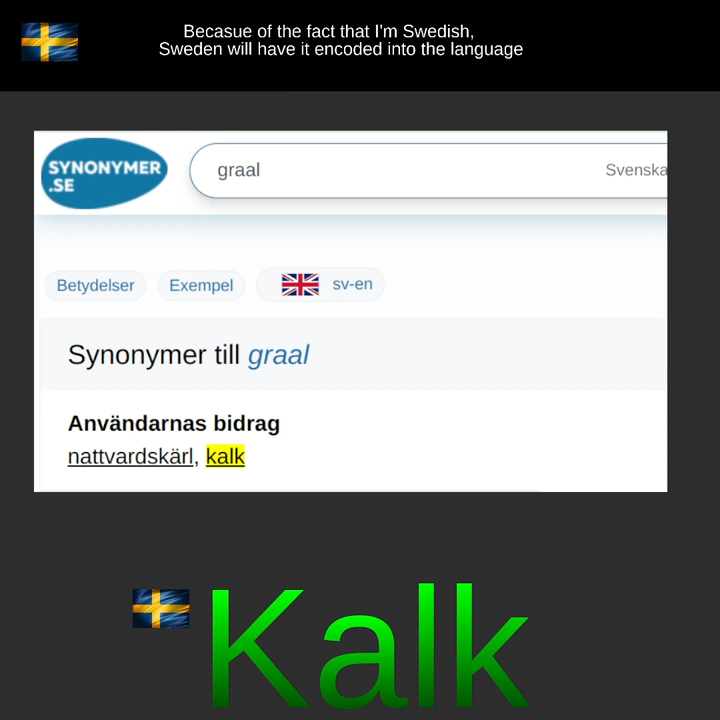 Becasue of the fact that I'm Swedish,
Sweden will have it encoded into the language
SYNONYMER
.SE
graal
Svenska
Betydelser
Exempel
sv-en
Synonymer till graal
Användarnas bidrag
nattvardskärl, kalk
Kalk